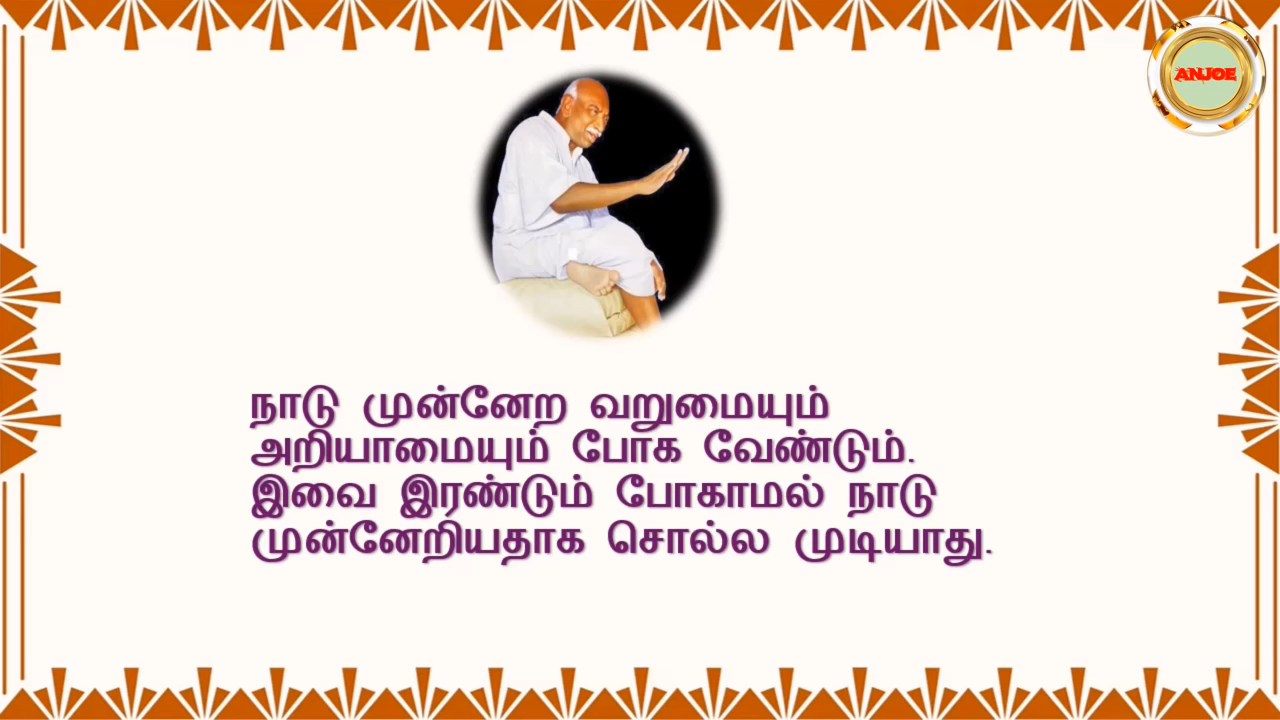 ANJOE
நாடு முன்னேற வறுமையும்
அறியாமையும் போக வேண்டும்.
இவை இரண்டும் போகாமல் நாடு
முன்னேறியதாக சொல்ல முடியாது.